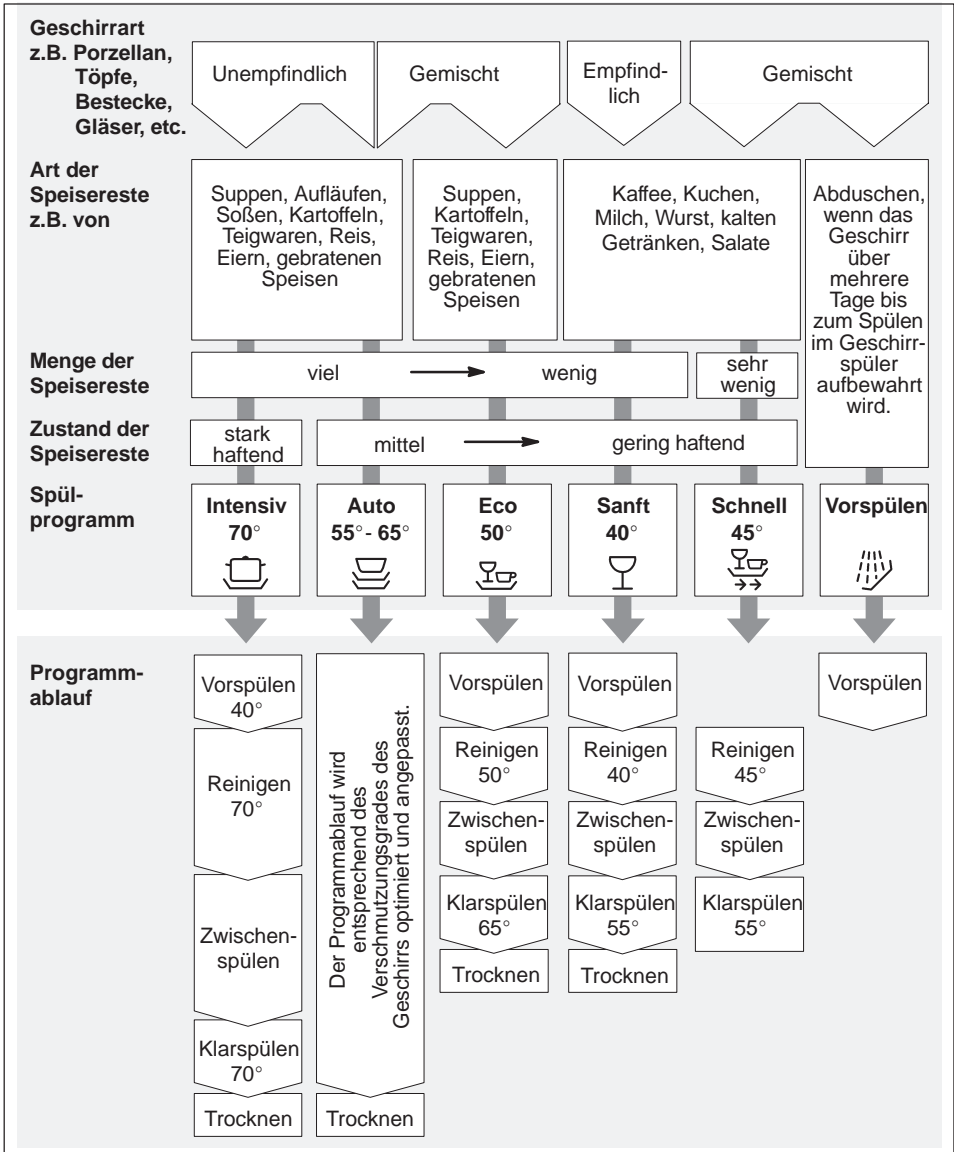 Geschirrart
z.B. Porzellan,
Töpfe,
Bestecke,
Gläser, etc.
Unempfindlich
Gemischt
Empfind-
lich
Gemischt
Art der
Speisereste
z.B. von
Suppen, Aufläufen,
Soßen, Kartoffeln,
Teigwaren, Reis,
Eiern, gebratenen
Speisen
Suppen,
Kartoffeln,
Teigwaren,
Reis, Eiern,
gebratenen
Speisen
Kaffee, Kuchen,
Milch, Wurst, kalten
Getränken, Salate
Abduschen,
wenn das
Geschirr
über
mehrere
Tage bis
zum Spülen
im Geschirr-
spüler
aufbewahrt
wird.
Menge der
Speisereste
viel
wenig
sehr
wenig
Zustand der
Speisereste
stark
haftend
mittel
gering haftend
Spül-
programm
Intensiv
70°
Auto
55°- 65°
Eco
50°
Sanft
40°
Schnell
45°
Vorspülen
Programm-
ablauf
Vorspülen
40°
Reinigen
70°
Zwischen-
spülen
Klarspülen
70°
Trocknen
Der Programmablauf wird
entsprechend des
Verschmutzungsgrades des
Geschirrs optimiert und angepasst.
Trocknen
Vorspülen
Reinigen
50°
Zwischen-
spülen
Klarspülen
65°
Trocknen
Vorspülen
Reinigen
40°
Zwischen-
spülen
Klarspülen
55°
Trocknen
Reinigen
45°
Zwischen-
spülen
Klarspülen
55°
Vorspülen